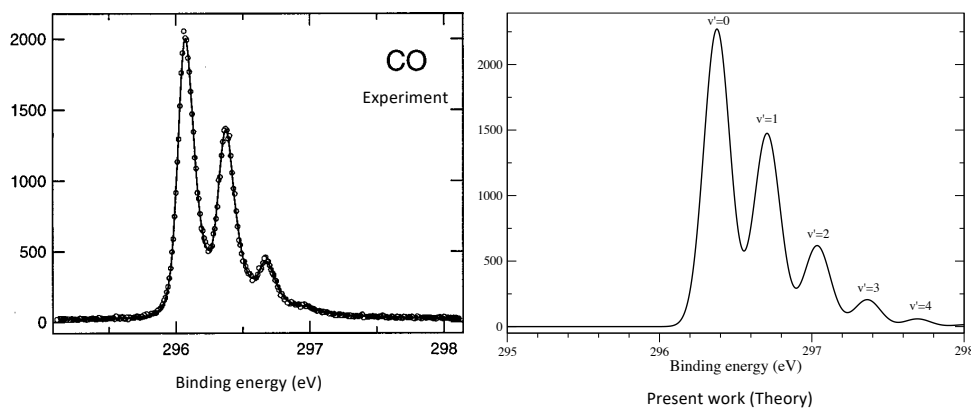 2000
CO
Experiment
1500
1000
500
0
296
297
298
Binding energy (eV)
v'=0
2000
v'=1
1500
1000
v'=2
500
v'=3
v'=4
0
295
296
297
298
Binding energy (eV)
Present work (Theory)